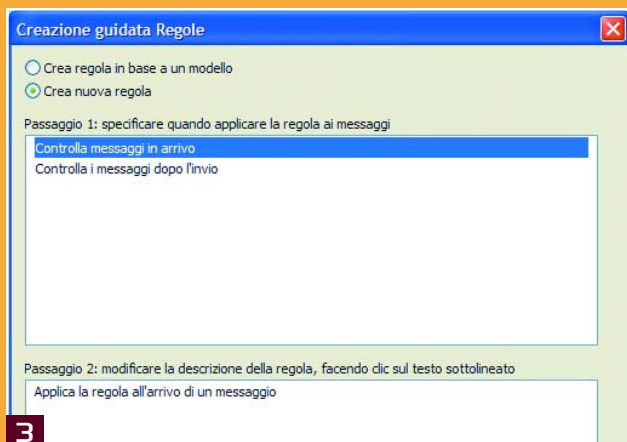 Creazione guidata Regole
Crea regola in base a un modello
Crea nuova regola
Passaggio 1: specificare quando applicare la regola ai messaggi
Controlla messaggi in arrivo
Controlla i messaggi dopo l'invio
Passaggio 2: modificare la descrizione della regola, facendo clic sul testo sottolineato
Applica la regola all'arrivo di un messaggio
3